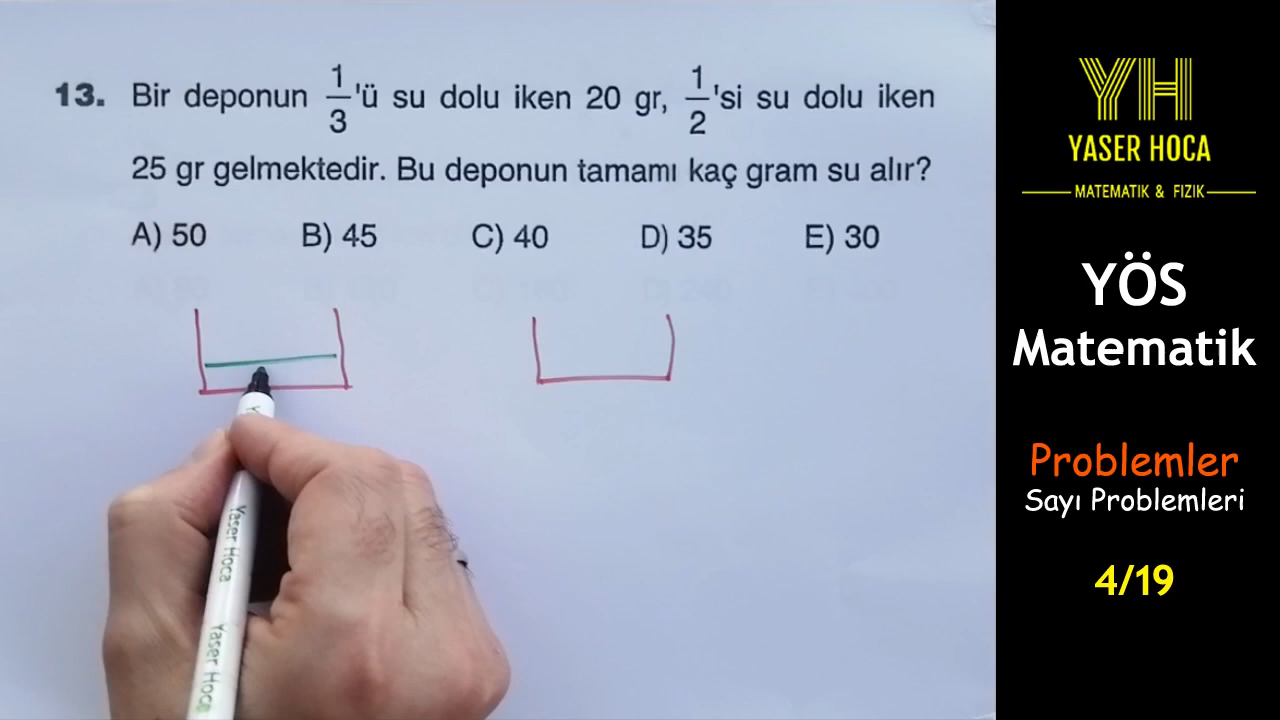 13. Bir deponun 1/3'ü su dolu iken 20 gr, 1/2'si su dolu iken
25 gr gelmektedir. Bu deponun tamamı kaç gram su alır?
A) 50 B) 45 C) 40 D) 35 E) 30
Yaser Hoca Yaser Hoca
YH
YASER HOCA
MATEMATIK & FIZIK
YÖS
Matematik
Problemler
Sayı Problemleri
4/19